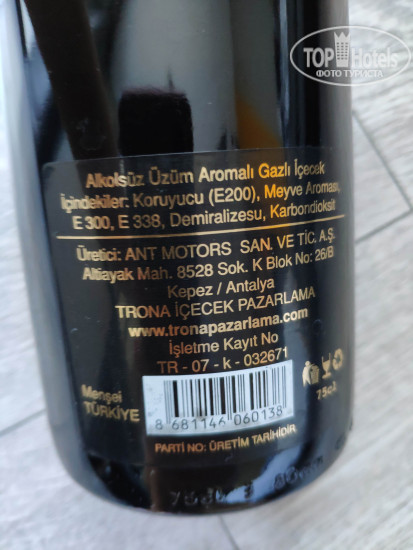 TOP Hotels
ФОТО ТУРИСТА
Alkolsüz Üzüm Aromalı Gazlı İçecek
İçindekiler: Koruyucu (E200), Meyve Aroması,
E 300, E 338, Demiralizesu, Karbondioksit
Üretici: ANT MOTORS SAN. VE TİC. A.Ş.
Altıayak Mah. 8528 Sok. K Blok No: 26/B
Kepez / Antalya
TRONA İÇECEK PAZARLAMA
www.tronapazarlama.com
İşletme Kayıt No
TR - 07 - k - 032671
75cl
Menşei
TÜRKİYE
8 681144 060138
PARTİ NO: ÜRETİM TARİHİDİR